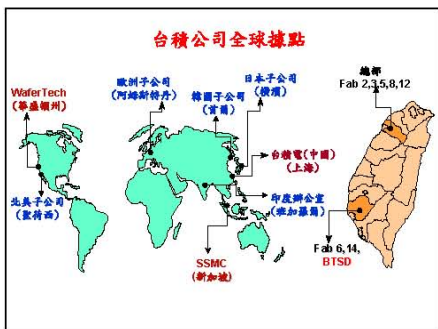 台積公司全球據點
總部
Fab 2,3,5,8,12
WaferTech
(華盛頓州)
歐洲子公司
(阿姆斯特丹)
韓國子公司
(首爾)
日本子公司
(橫濱)
台積電(中國)
(上海)
北美子公司
(聖荷西)
印度辦公室
(班加羅爾)
SSMC
(新加坡)
Fab 6,14,
BTSD